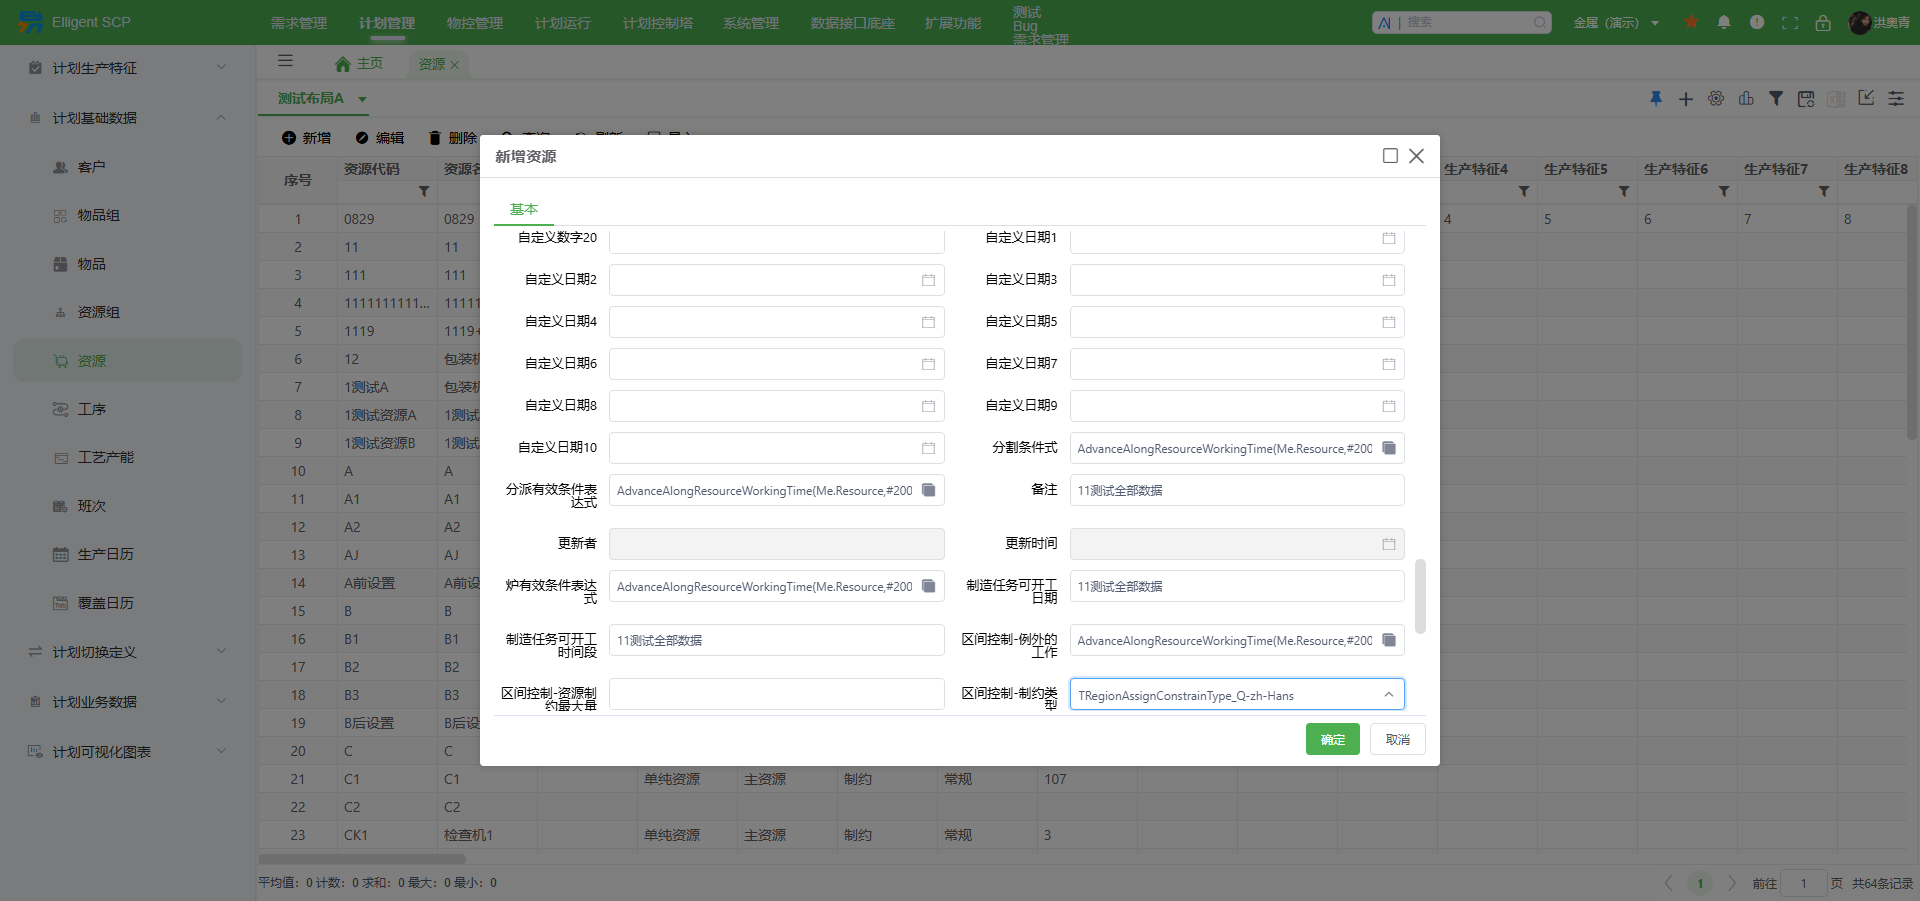 Elligent SCP
需求管理
计划管理
物控管理
计划运行
计划控制塔
系统管理
数据接口底座
扩展功能
测试
Bug
需求管理
AI | 搜索
金属（演示）
洪奥青
计划生产特征
计划基础数据
客户
物品组
物品
资源组
资源
工序
工艺产能
班次
生产日历
覆盖日历
计划切换定义
计划业务数据
计划可视化图表
主页
资源
测试布局A
新增
编辑
删除
序号 资源代码
生产特征4 生产特征5 生产特征6 生产特征7 生产特征8
1 0829 0829 4 5 6 7 8
2 11 11
3 111 111
4 1111111111... 11111
5 1119 1119+
6 12 包装机
7 1测试A 包装机
8 1测试资源A 1测试
9 1测试资源B 1测试
10 A A
11 A1 A1
12 A2 A2
13 AJ AJ
14 A前设置 A前设
15 B B
16 B1 B1
17 B2 B2
18 B3 B3
19 B后设置 B后设
20 C C
21 C1 C1 单纯资源 主资源 制约 常规 107
22 C2 C2
23 CK1 检查机1 单纯资源 主资源 制约 常规 3
平均值：0 计数：0 求和：0 最大：0 最小：0
1
前往 1 页 共64条记录
新增资源
基本
自定义数字20
自定义日期1
自定义日期2
自定义日期3
自定义日期4
自定义日期5
自定义日期6
自定义日期7
自定义日期8
自定义日期9
自定义日期10
分割条件式 AdvanceAlongResourceWorkingTime(Me.Resource,#200
分派有效条件表
达式
AdvanceAlongResourceWorkingTime(Me.Resource,#200
备注 11测试全部数据
更新者
更新时间
炉有效条件表达
式
AdvanceAlongResourceWorkingTime(Me.Resource,#200
制造任务可开工
日期
11测试全部数据
制造任务可开工
时间段
11测试全部数据
区间控制-例外的
工作
AdvanceAlongResourceWorkingTime(Me.Resource,#200
区间控制-资源制
约最大量
区间控制-制约类
型
TRegionAssignConstrainType_Q-zh-Hans
确定
取消